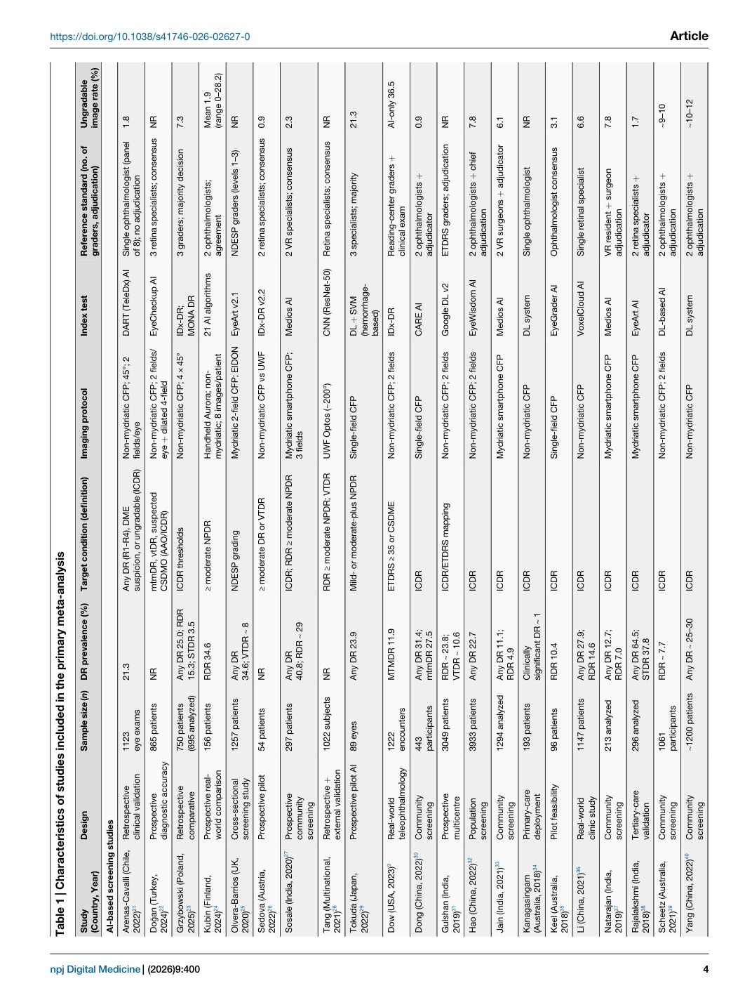 https://doi.org/10.1038/s41746-026-02627-0
Article
Table 1 | Characteristics of studies included in the primary meta-analysis
Study (Country, Year) Design Sample size (n) DR prevalence (%) Target condition (definition) Imaging protocol Index test Reference standard (no. of graders, adjudication) Ungradable image rate (%)
AI-based screening studies
Arenas-Cavalli (Chile, 2022)21 Retrospective clinical validation 1123 eye exams 21.3 Any DR (R1-R4), DME suspicion, or ungradable (ICDR) Non-mydriatic CFP; 45°; 2 fields/eye DART (TeleDx) AI Single ophthalmologist (panel of 8); no adjudication 1.8
Doğan (Turkey, 2024)22 Prospective diagnostic accuracy 865 patients NR mtmDR, vtDR, suspected CSDMO (AAO/ICDR) Non-mydriatic CFP; 2 fields/eye + dilated 4-field EyeCheckup AI 3 retina specialists; consensus NR
Grzybowski (Poland, 2025)23 Retrospective comparative 750 patients (695 analyzed) Any DR 25.0; RDR 15.3; STDR 3.5 ICDR thresholds Non-mydriatic CFP; 4 × 45° IDx-DR; MONA DR 3 graders; majority decision 7.3
Kubin (Finland, 2024)24 Prospective real-world comparison 156 patients RDR 34.6 ≥ moderate NPDR Handheld Aurora; non-mydriatic; 8 images/patient 21 AI algorithms 2 ophthalmologists; agreement Mean 1.9 (range 0–28.2)
Olvera-Barrios (UK, 2020)25 Cross-sectional screening study 1257 patients Any DR 34.6; VTDR ~ 8 NDESP grading Mydriatic 2-field CFP; EIDON EyeArt v2.1 NDESP graders (levels 1–3) NR
Sedova (Austria, 2022)26 Prospective pilot 54 patients NR ≥ moderate DR or VTDR Non-mydriatic CFP vs UWF IDx-DR v2.2 2 retina specialists; consensus 0.9
Sosale (India, 2020)27 Prospective community screening 297 patients Any DR 40.8; RDR ~ 29 ICDR; RDR ≥ moderate NPDR Mydriatic smartphone CFP; 3 fields Medios AI 2 VR specialists; consensus 2.3
Tang (Multinational, 2021)28 Retrospective + external validation 1022 subjects NR RDR ≥ moderate NPDR; VTDR UWF Optos (~200°) CNN (ResNet-50) Retina specialists; consensus NR
Tokuda (Japan, 2022)29 Prospective pilot AI 89 eyes Any DR 23.9 Mild- or moderate-plus NPDR Single-field CFP DL + SVM (hemorrhage-based) 3 specialists; majority 21.3
Dow (USA, 2023)9 Real-world teleophthalmology 1222 encounters MTMDR 11.9 ETDRS ≥ 35 or CSDME Non-mydriatic CFP; 2 fields IDx-DR Reading-center graders + clinical exam AI-only 36.5
Dong (China, 2022)30 Community screening 443 participants Any DR 31.4; mtmDR 27.5 ICDR Single-field CFP CARE AI 2 ophthalmologists + adjudicator 0.9
Gulshan (India, 2019)31 Prospective multicentre 3049 patients RDR ~ 23.8; VTDR ~ 10.6 ICDR/ETDRS mapping Non-mydriatic CFP; 2 fields Google DL v2 ETDRS graders; adjudication NR
Hao (China, 2022)32 Population screening 3933 patients Any DR 22.7 ICDR Non-mydriatic CFP; 2 fields EyeWisdom AI 2 ophthalmologists + chief adjudication 7.8
Jain (India, 2021)33 Community screening 1294 analyzed Any DR 11.1; RDR 4.9 ICDR Mydriatic smartphone CFP Medios AI 2 VR surgeons + adjudicator 6.1
Kanagasingam (Australia, 2018)34 Primary-care deployment 193 patients Clinically significant DR ~ 1 ICDR Non-mydriatic CFP DL system Single ophthalmologist NR
Keel (Australia, 2018)35 Pilot feasibility 96 patients RDR 10.4 ICDR Single-field CFP EyeGrader AI Ophthalmologist consensus 3.1
Li (China, 2021)36 Real-world clinic study 1147 patients Any DR 27.9; RDR 14.6 ICDR Non-mydriatic CFP VoxelCloud AI Single retinal specialist 6.6
Natarajan (India, 2019)37 Community screening 213 analyzed Any DR 12.7; RDR 7.0 ICDR Mydriatic smartphone CFP Medios AI VR resident + surgeon adjudication 7.8
Rajalakshmi (India, 2018)38 Tertiary-care validation 296 analyzed Any DR 64.5; STDR 37.8 ICDR Mydriatic smartphone CFP EyeArt AI 2 retina specialists + adjudicator 1.7
Scheetz (Australia, 2021)39 Community screening 1061 participants RDR ~ 7.7 ICDR Non-mydriatic CFP; 2 fields DL-based AI 2 ophthalmologists + adjudication ~9–10
Yang (China, 2022)40 Community screening ~1200 patients Any DR ~ 25–30 ICDR Non-mydriatic CFP DL system 2 ophthalmologists + adjudication ~10–12
npj Digital Medicine | (2026)9:400
4